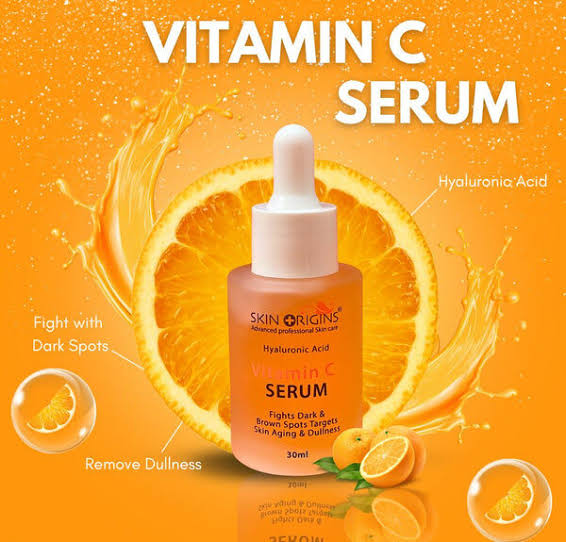 VITAMIN C
SERUM
Hyaluronic Acid
Fight with
Dark Spots
Remove Dullness
SKIN ORIGINS®
Advanced professional Skin care
Hyaluronic Acid
Vitamin C
SERUM
Fights Dark &
Brown Spots Targets
Skin Aging & Dullness
30ml